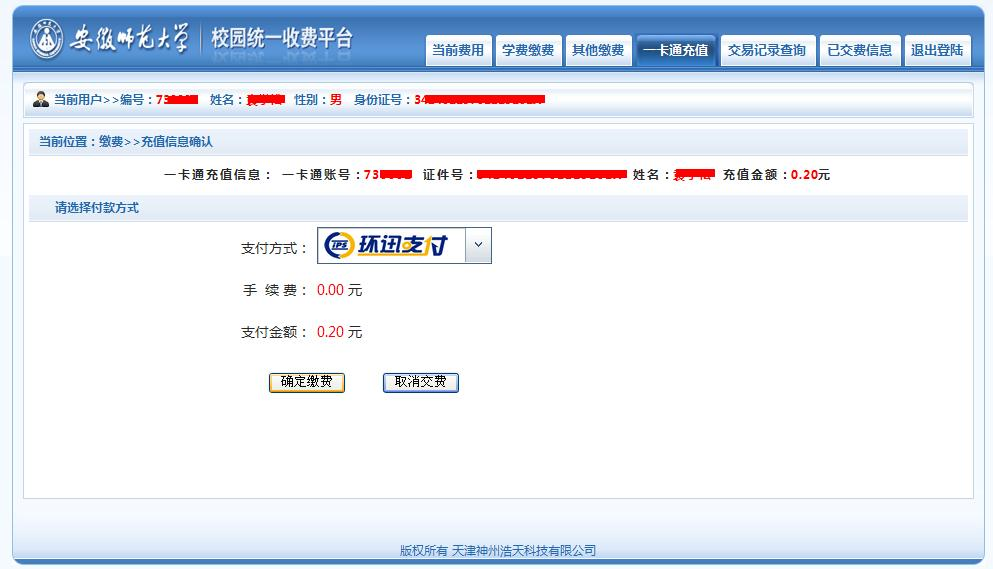 安徽师范大学 校园统一收费平台
当前费用 学费缴费 其他缴费 一卡通充值 交易记录查询 已交费信息 退出登陆
当前用户>>编号：73 姓名： 性别：男 身份证号：34
当前位置：缴费>>充值信息确认
一卡通充值信息： 一卡通账号：73 证件号： 姓名： 充值金额：0.20元
请选择付款方式
支付方式： IPS 环迅支付
手 续 费： 0.00 元
支付金额： 0.20 元
确定缴费 取消交费
版权所有 天津神州浩天科技有限公司